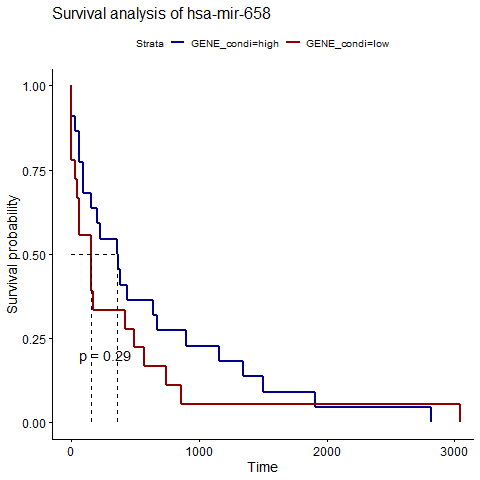 Survival analysis of hsa-mir-658
Strata GENE_condi=high GENE_condi=low
Survival probability
1.00
0.75
0.50
0.25
0.00
p = 0.29
0 1000 2000 3000
Time